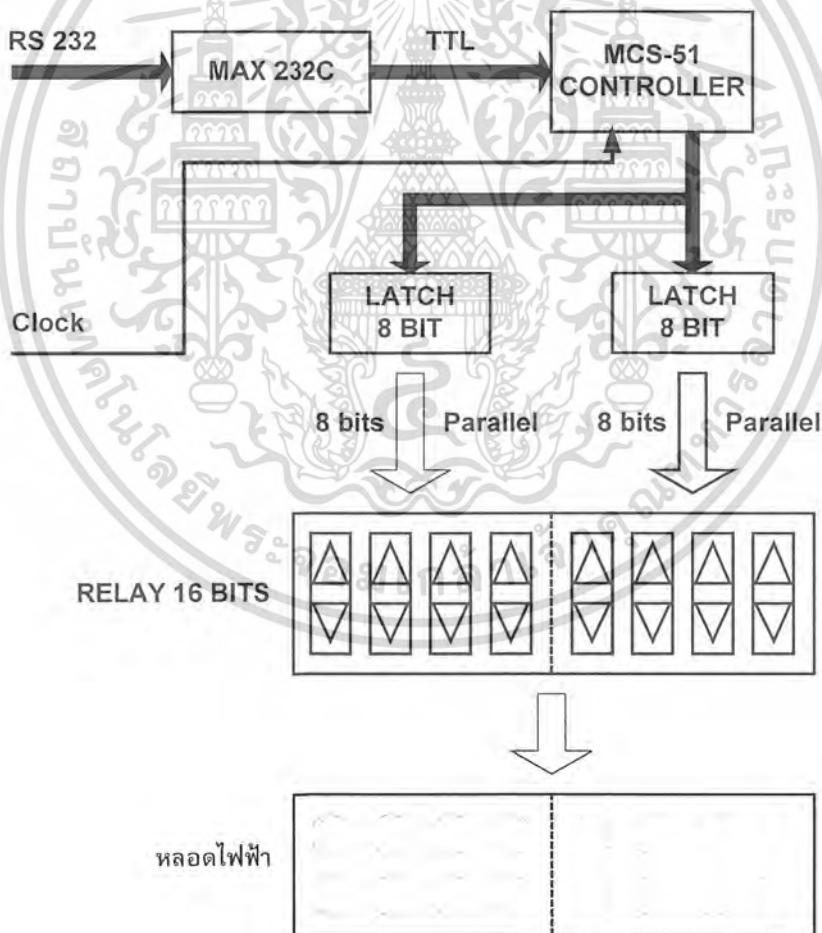 RS 232
MAX 232C
TTL
MCS-51
CONTROLLER
Clock
LATCH
8 BIT
LATCH
8 BIT
8 bits
Parallel
8 bits
Parallel
RELAY 16 BITS
หลอดไฟฟ้า